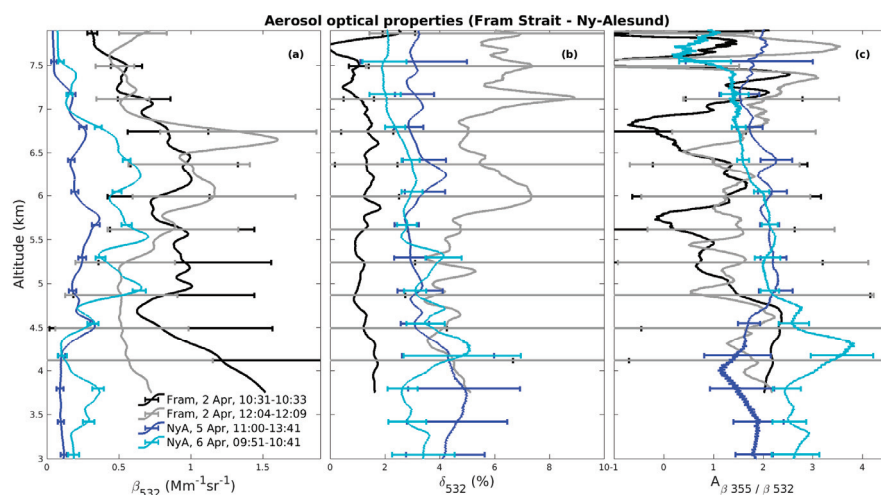 Aerosol optical properties (Fram Strait - Ny-Alesund)
(a)
(b)
(c)
Altitude (km)
7.5
7
6.5
6
5.5
5
4.5
4
3.5
3
Fram, 2 Apr, 10:31-10:33
Fram, 2 Apr, 12:04-12:09
NyA, 5 Apr, 11:00-13:41
NyA, 6 Apr, 09:51-10:41
0 0.5 1 1.5
0 2 4 6 8 10
-1 0 1 2 3 4
β532 (Mm-1sr-1)
δ532 (%)
Aβ 355 / β 532